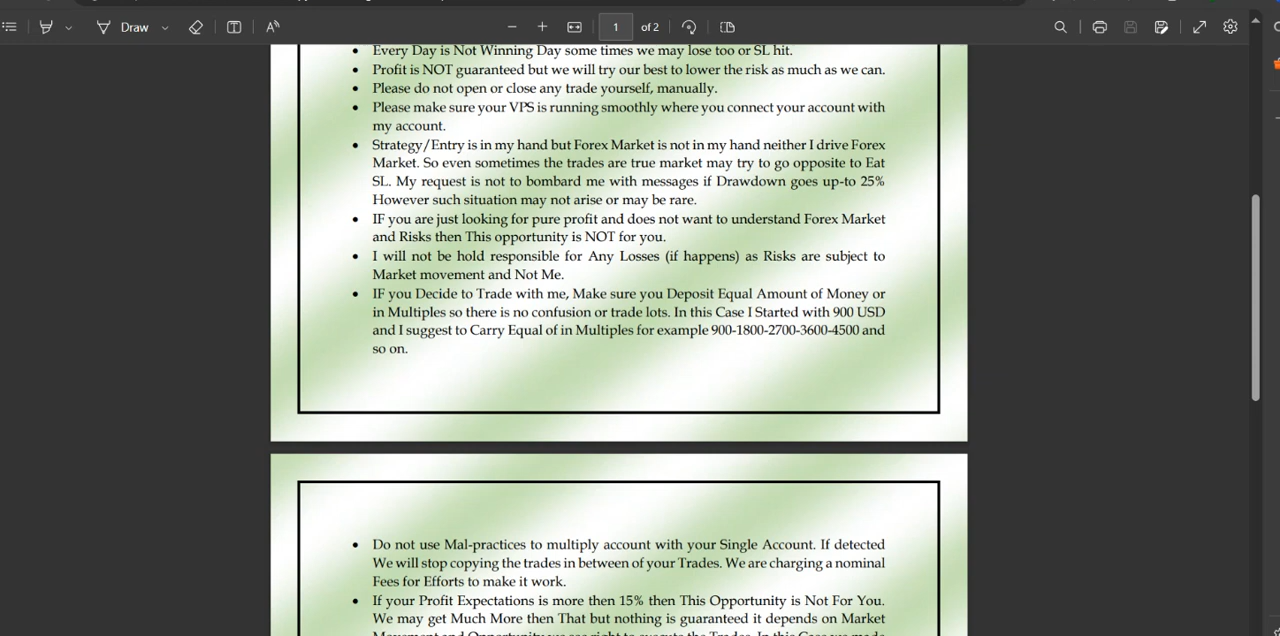 Draw
1 of 2
Every Day is Not Winning Day some times we may lose too or SL hit.
Profit is NOT guaranteed but we will try our best to lower the risk as much as we can.
Please do not open or close any trade yourself, manually.
Please make sure your VPS is running smoothly where you connect your account with
my account.
Strategy/Entry is in my hand but Forex Market is not in my hand neither I drive Forex
Market. So even sometimes the trades are true market may try to go opposite to Eat
SL. My request is not to bombard me with messages if Drawdown goes up-to 25%
However such situation may not arise or may be rare.
IF you are just looking for pure profit and does not want to understand Forex Market
and Risks then This opportunity is NOT for you.
I will not be hold responsible for Any Losses (if happens) as Risks are subject to
Market movement and Not Me.
IF you Decide to Trade with me, Make sure you Deposit Equal Amount of Money or
in Multiples so there is no confusion or trade lots. In this Case I Started with 900 USD
and I suggest to Carry Equal of in Multiples for example 900-1800-2700-3600-4500 and
so on.
Do not use Mal-practices to multiply account with your Single Account. If detected
We will stop copying the trades in between of your Trades. We are charging a nominal
Fees for Efforts to make it work.
If your Profit Expectations is more then 15% then This Opportunity is Not For You.
We may get Much More then That but nothing is guaranteed it depends on Market